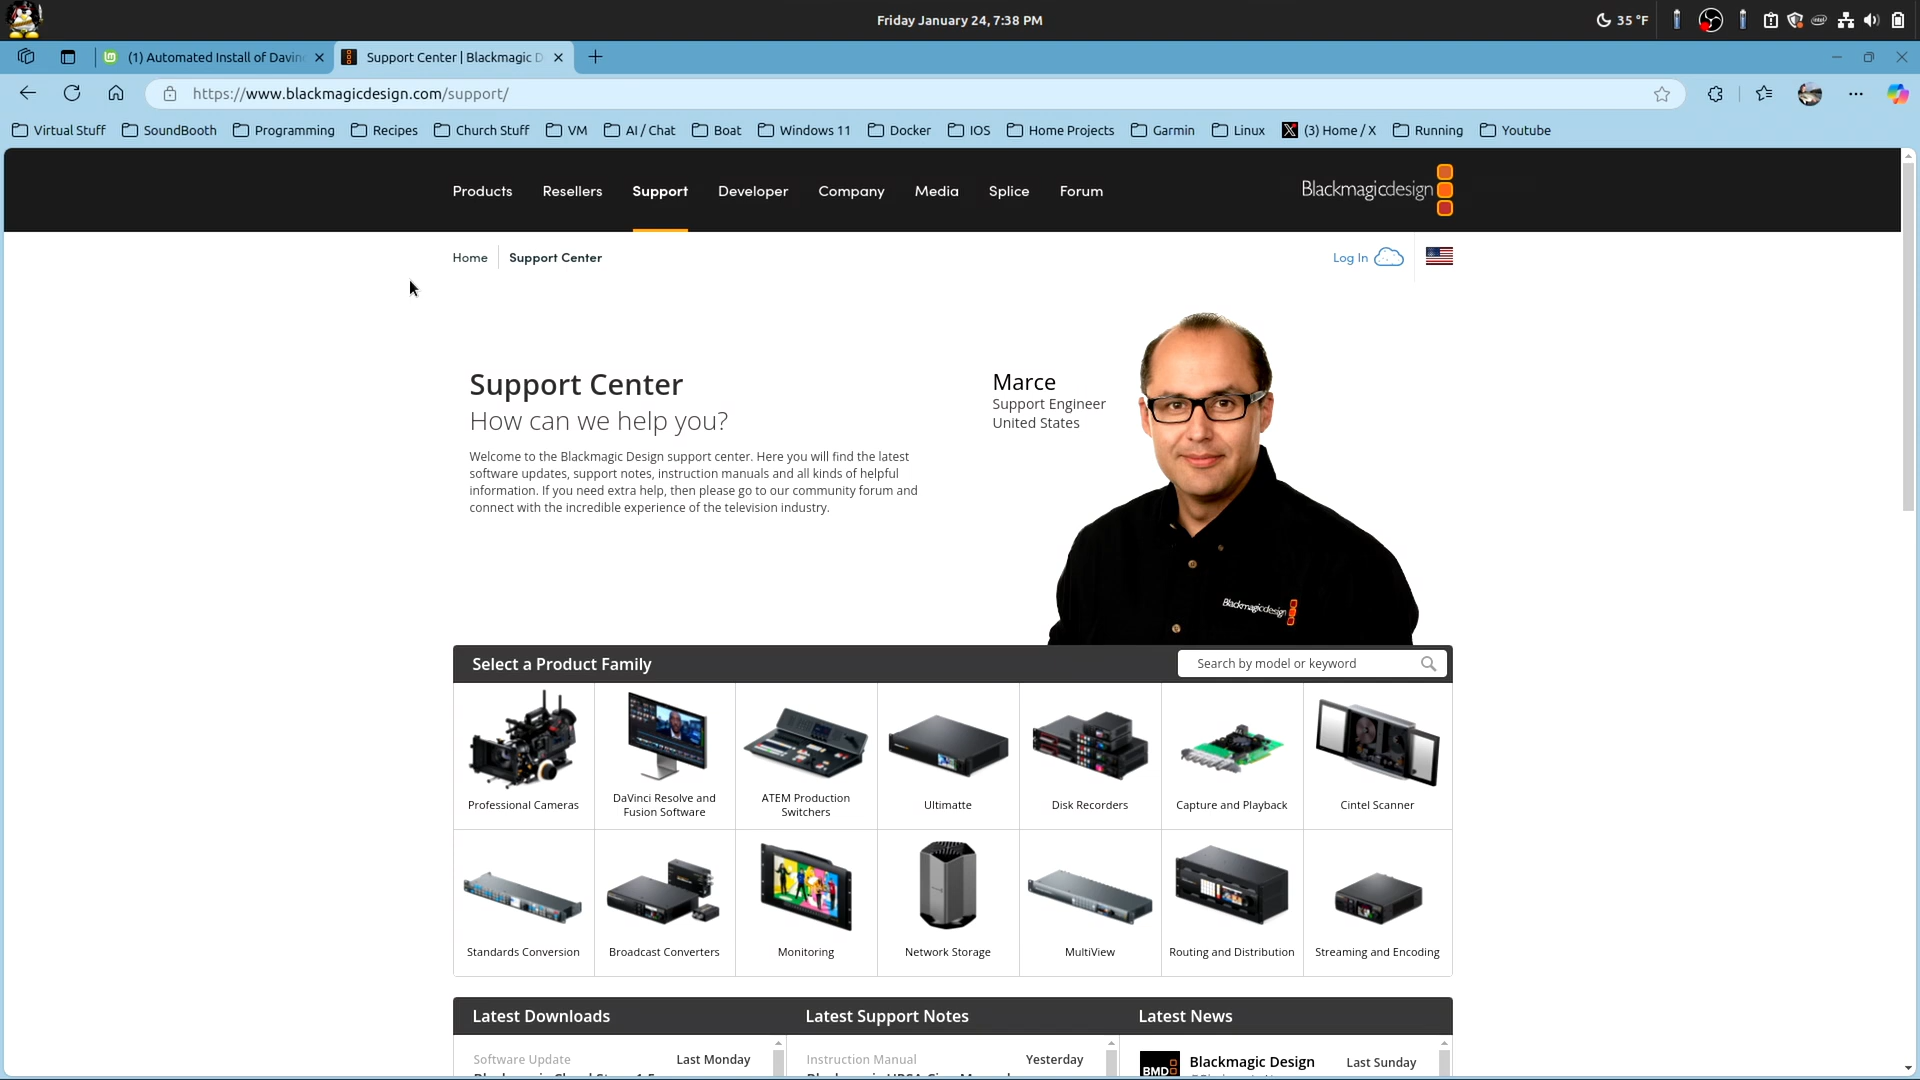 Friday January 24, 7:38 PM
35 °F
(1) Automated Install of Davin
Support Center | Blackmagic D
https://www.blackmagicdesign.com/support/
Virtual Stuff
SoundBooth
Programming
Recipes
Church Stuff
VM
AI / Chat
Boat
Windows 11
Docker
IOS
Home Projects
Garmin
Linux
(3) Home / X
Running
Youtube
Products
Resellers
Support
Developer
Company
Media
Splice
Forum
Blackmagicdesign
Home
Support Center
Log In
Support Center
How can we help you?
Welcome to the Blackmagic Design support center. Here you will find the latest
software updates, support notes, instruction manuals and all kinds of helpful
information. If you need extra help, then please go to our community forum and
connect with the incredible experience of the television industry.
Marce
Support Engineer
United States
Blackmagicdesign
Select a Product Family
Search by model or keyword
Professional Cameras
DaVinci Resolve and
Fusion Software
ATEM Production
Switchers
Ultimatte
Disk Recorders
Capture and Playback
Cintel Scanner
Standards Conversion
Broadcast Converters
Monitoring
Network Storage
MultiView
Routing and Distribution
Streaming and Encoding
Latest Downloads
Latest Support Notes
Latest News
Software Update
Last Monday
Instruction Manual
Yesterday
BMD
Blackmagic Design
Last Sunday